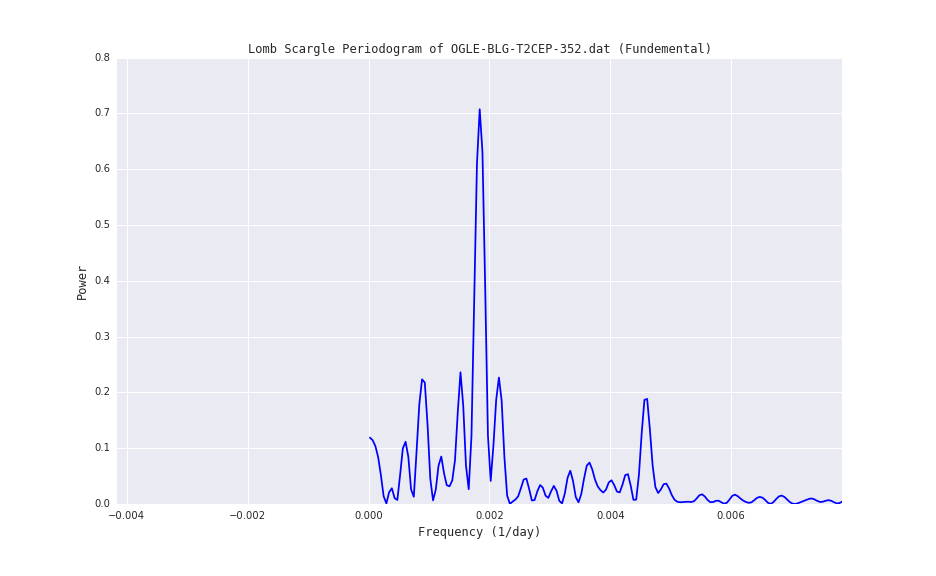 Lomb Scargle Periodogram of OGLE-BLG-T2CEP-352.dat (Fundemental)
0.8
0.7
0.6
0.5
0.4
0.3
0.2
0.1
0.0
Power
−0.004 −0.002 0.000 0.002 0.004 0.006
Frequency (1/day)